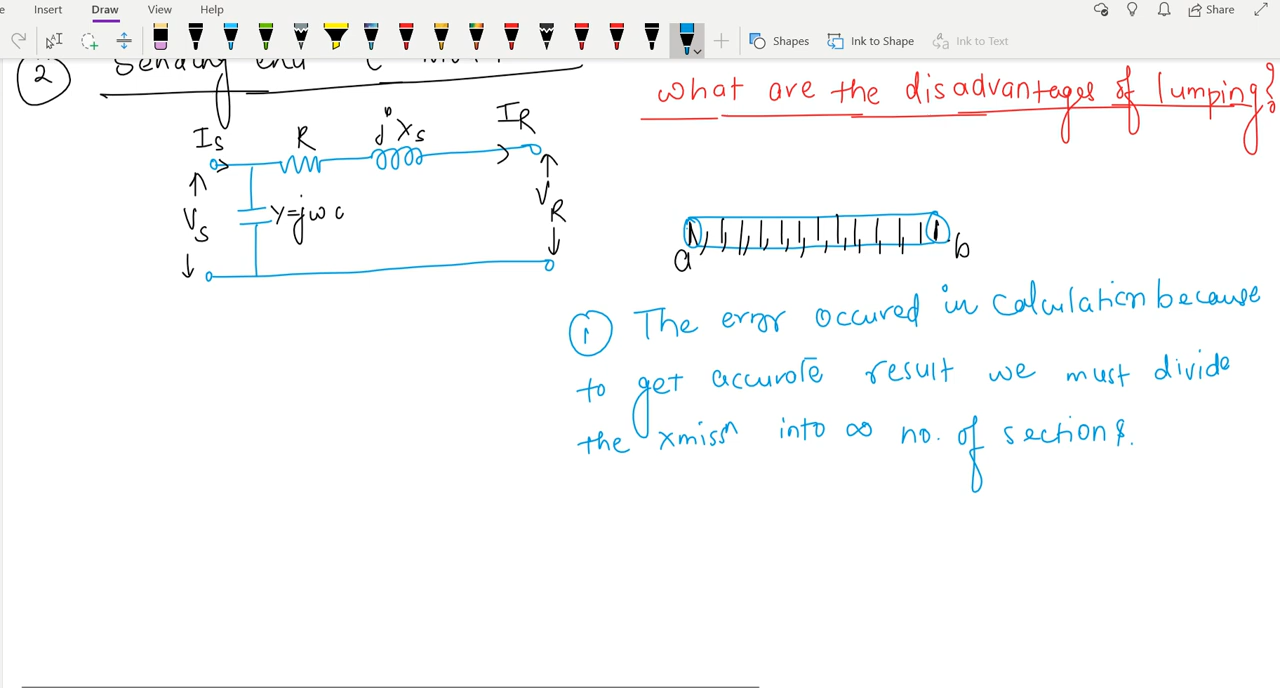 Insert Draw View Help
Share
Shapes Ink to Shape Ink to Text
2 Sending end
What are the disadvantages of lumping?
IS R jXS IR
VS Y=jωc VR
a b
1 The error occured in calculation because
to get accurate result we must divide
the xmissn into ∞ no. of sections.